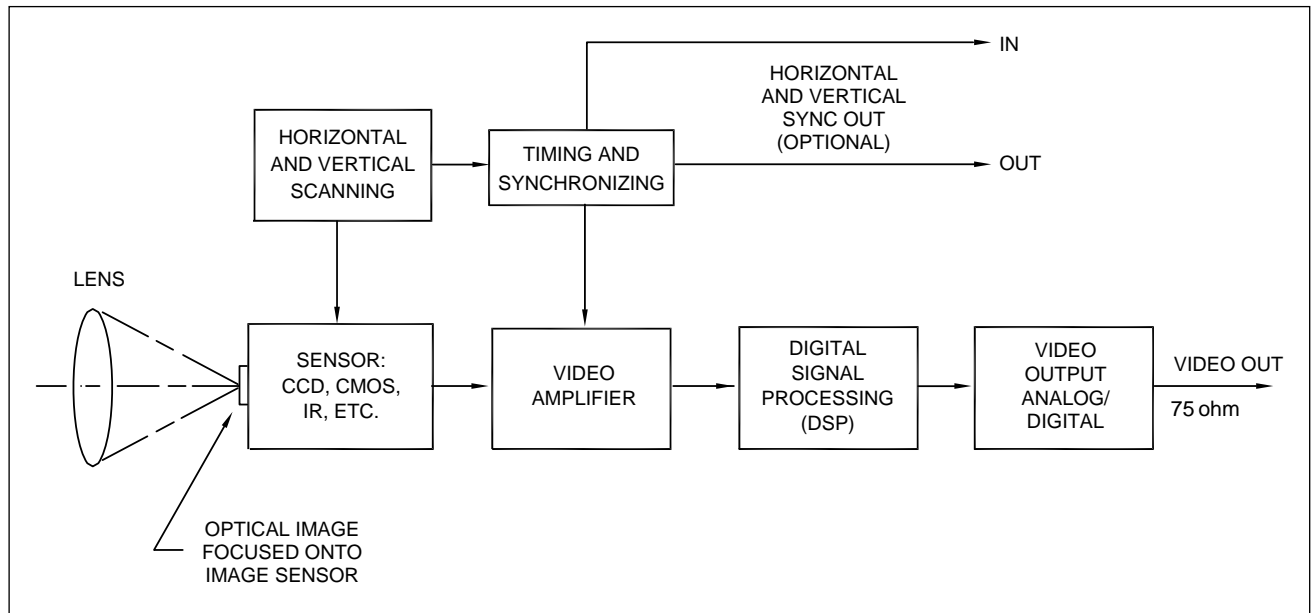 IN
HORIZONTAL
AND VERTICAL
SYNC OUT
(OPTIONAL)
OUT
HORIZONTAL
AND VERTICAL
SCANNING
TIMING AND
SYNCHRONIZING
LENS
SENSOR:
CCD, CMOS,
IR, ETC.
VIDEO
AMPLIFIER
DIGITAL
SIGNAL
PROCESSING
(DSP)
VIDEO
OUTPUT
ANALOG/
DIGITAL
VIDEO OUT
75 ohm
OPTICAL IMAGE
FOCUSED ONTO
IMAGE SENSOR